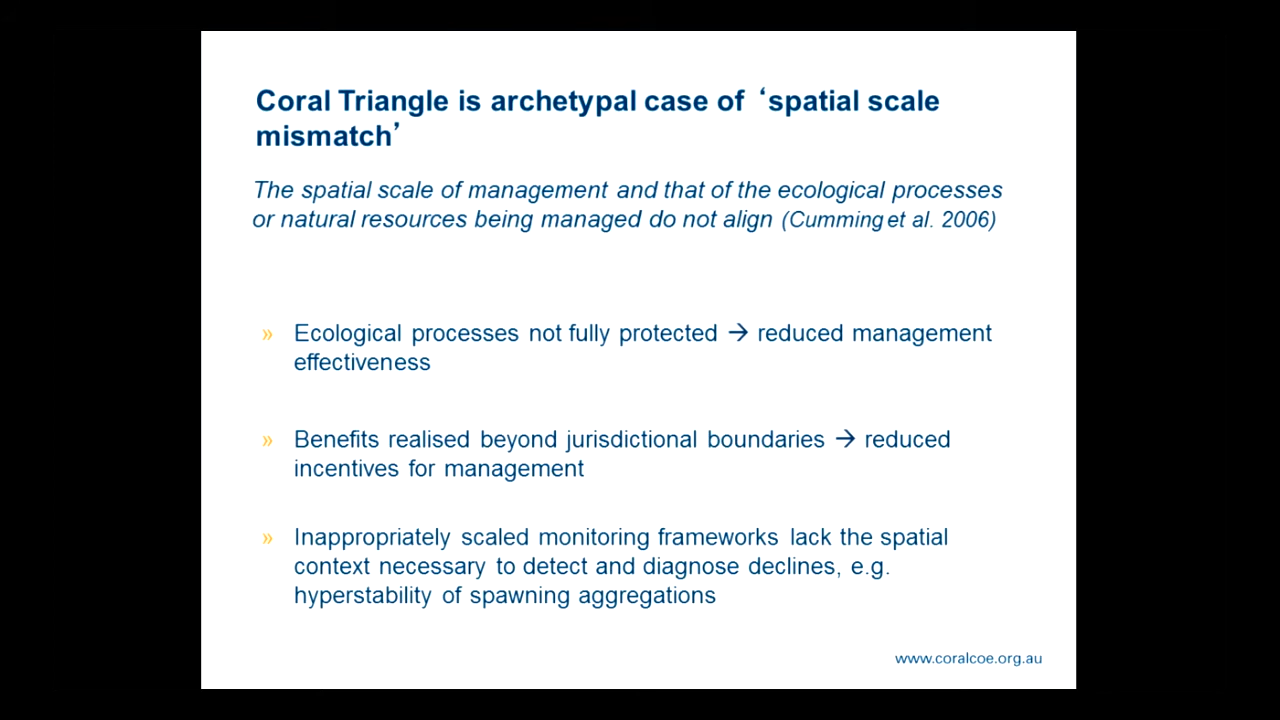 Coral Triangle is archetypal case of ‘spatial scale
mismatch’
The spatial scale of management and that of the ecological processes
or natural resources being managed do not align (Cumming et al. 2006)
» Ecological processes not fully protected → reduced management
effectiveness
» Benefits realised beyond jurisdictional boundaries → reduced
incentives for management
» Inappropriately scaled monitoring frameworks lack the spatial
context necessary to detect and diagnose declines, e.g.
hyperstability of spawning aggregations
www.coralcoe.org.au